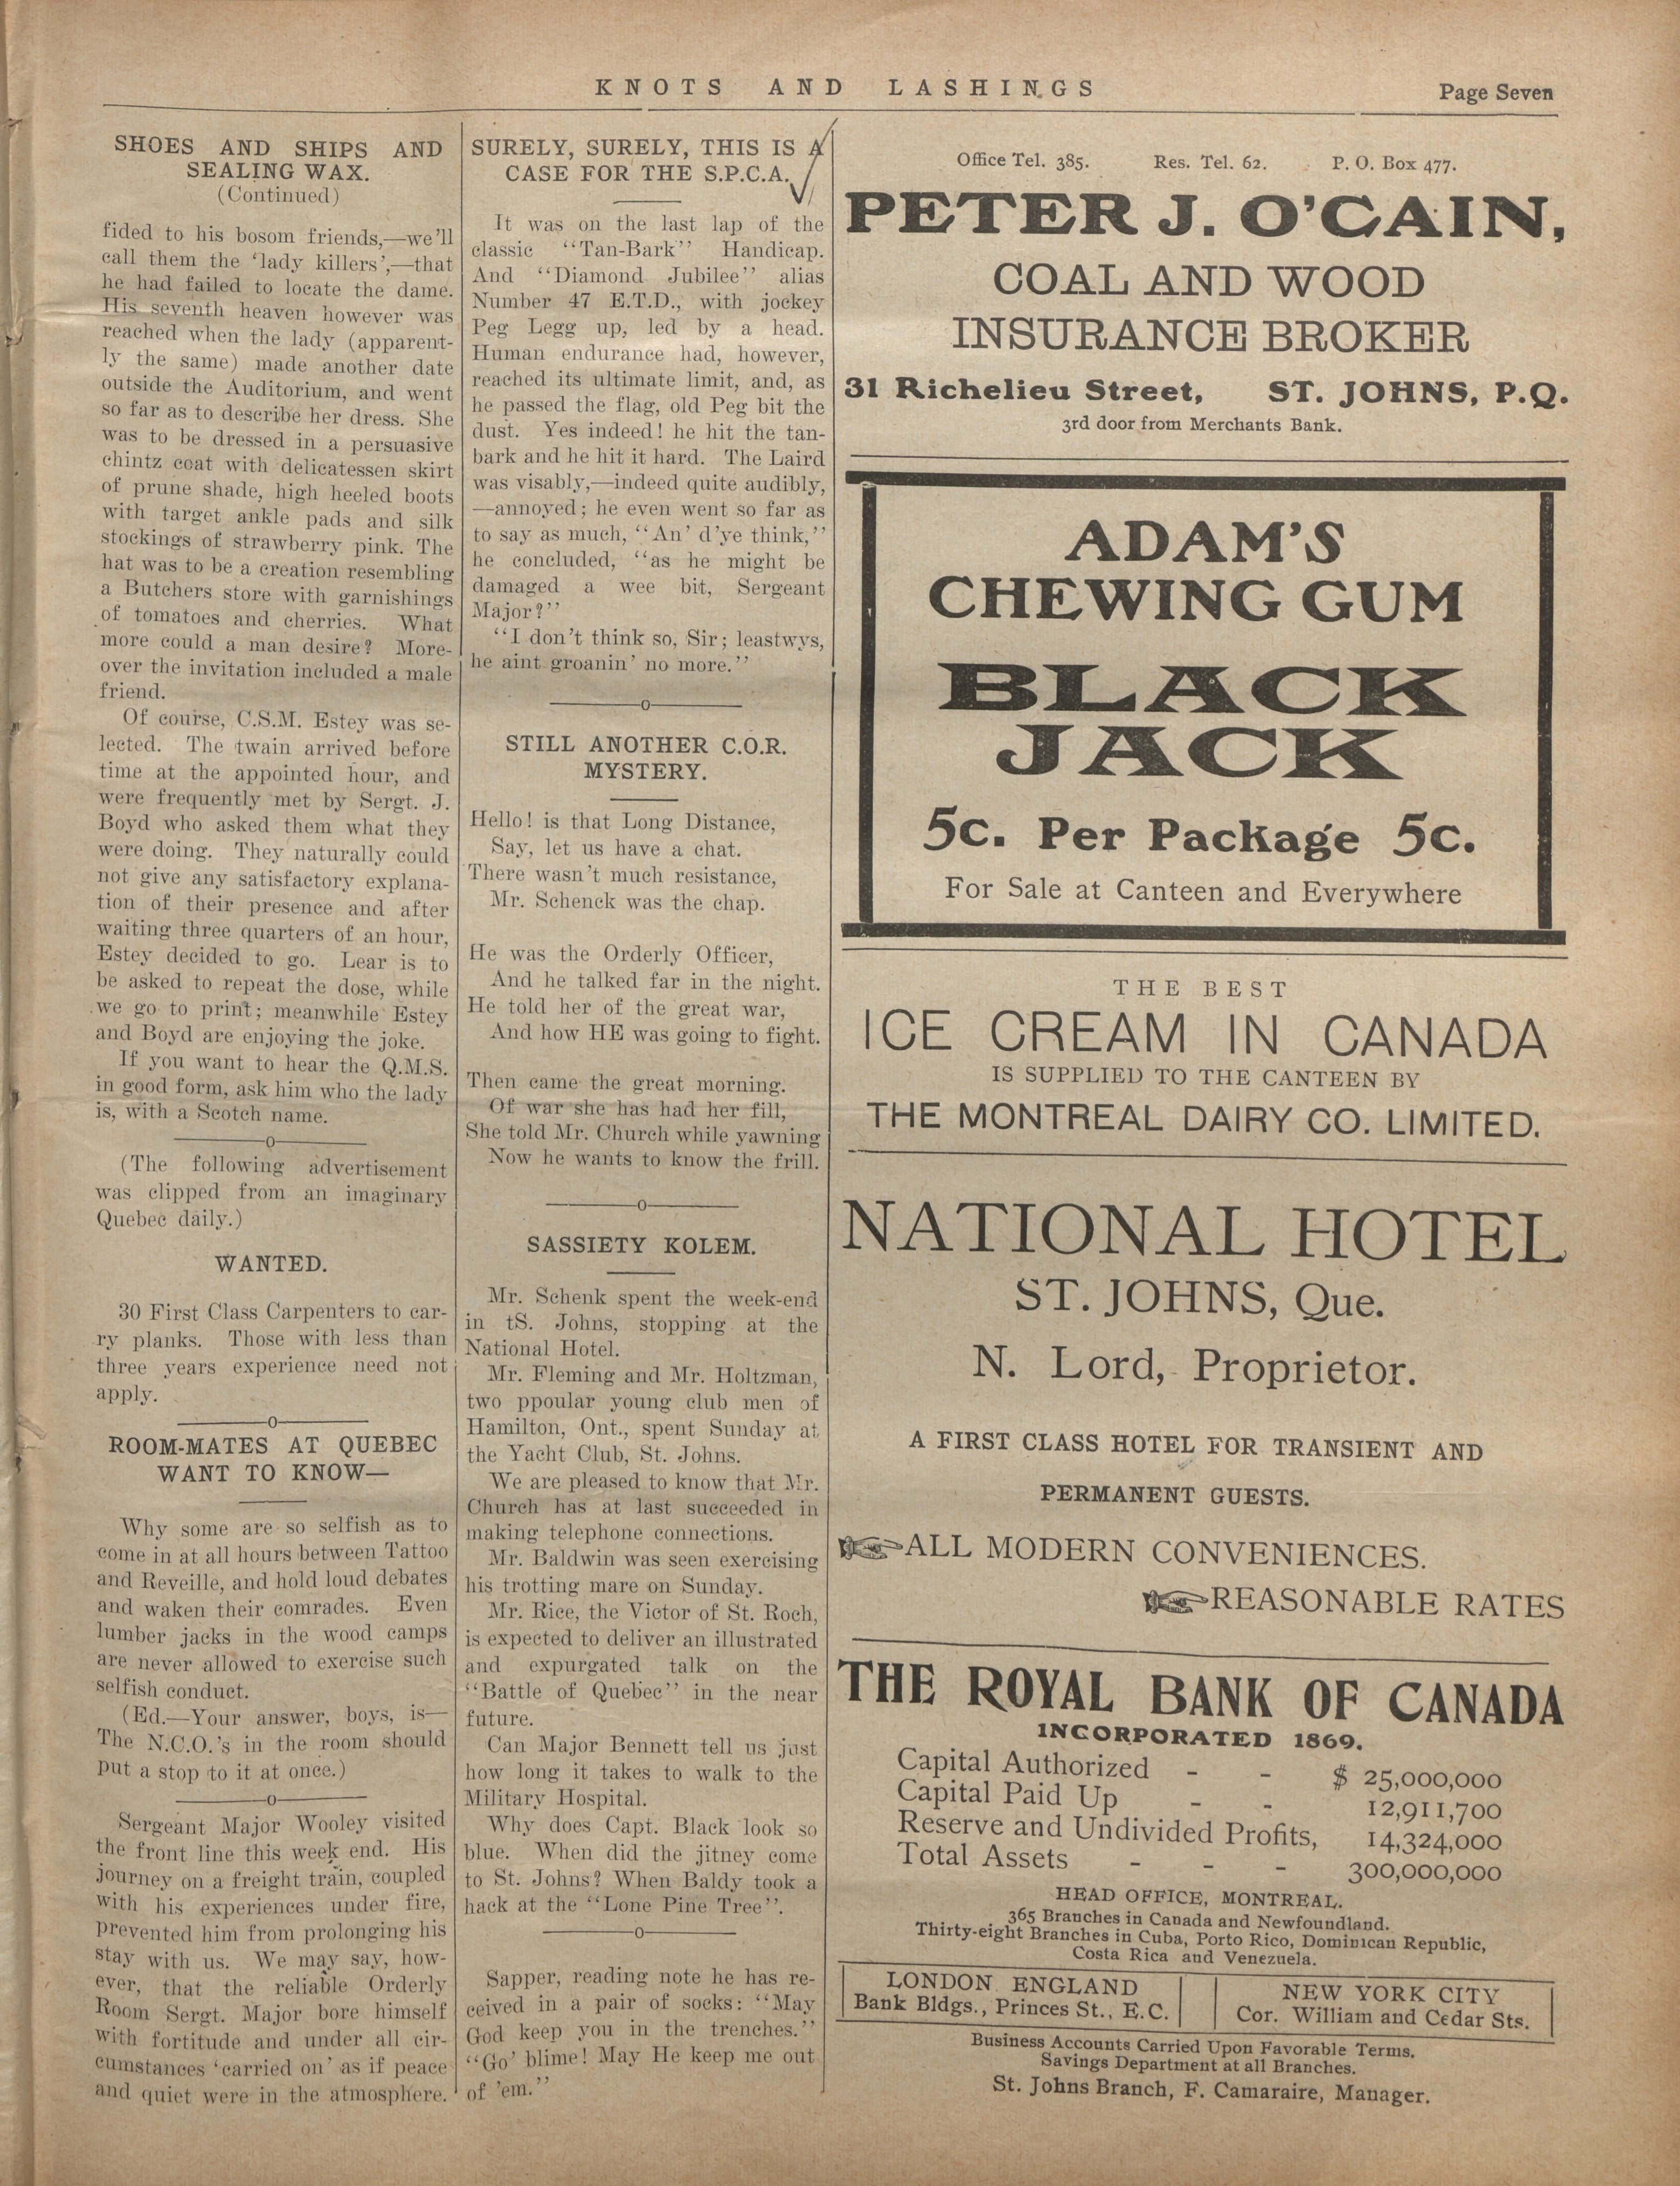 KNOTS AND LASHINGS
Page Seven
SHOES AND SHIPS AND
SEALING WAX.
(Continued)
fided to his bosom friends,—we'll
call them the 'lady killers',—that
he had failed to locate the dame.
His seventh heaven however was
reached when the lady (apparent-
ly the same) made another date
outside the Auditorium, and went
so far as to describe her dress. She
was to be dressed in a persuasive
chintz coat with delicatessen skirt
of prune shade, high heeled boots
with target ankle pads and silk
stockings of strawberry pink. The
hat was to be a creation resembling
a Butchers store with garnishings
of tomatoes and cherries. What
more could a man desire? More-
over the invitation included a male
friend.
Of course, C.S.M. Estey was se-
lected. The twain arrived before
time at the appointed hour, and
were frequently met by Sergt. J.
Boyd who asked them what they
were doing. They naturally could
not give any satisfactory explana-
tion of their presence and after
waiting three quarters of an hour,
Estey decided to go. Lear is to
be asked to repeat the dose, while
we go to print; meanwhile Estey
and Boyd are enjoying the joke.
If you want to hear the Q.M.S.
in good form, ask him who the lady
is, with a Scotch name.
—o—
(The following advertisement
was clipped from an imaginary
Quebec daily.)
WANTED.
30 First Class Carpenters to car-
ry planks. Those with less than
three years experience need not
apply.
—o—
ROOM-MATES AT QUEBEC
WANT TO KNOW—
Why some are so selfish as to
come in at all hours between Tattoo
and Reveille, and hold loud debates
and waken their comrades. Even
lumber jacks in the wood camps
are never allowed to exercise such
selfish conduct.
(Ed.—Your answer, boys, is—
The N.C.O.'s in the room should
put a stop to it at once.)
—o—
Sergeant Major Wooley visited
the front line this week end. His
journey on a freight train, coupled
with his experiences under fire,
prevented him from prolonging his
stay with us. We may say, how-
ever, that the reliable Orderly
Room Sergt. Major bore himself
with fortitude and under all cir-
cumstances 'carried on' as if peace
and quiet were in the atmosphere.
SURELY, SURELY, THIS IS A
CASE FOR THE S.P.C.A.
It was on the last lap of the
classic "Tan-Bark" Handicap.
And "Diamond Jubilee" alias
Number 47 E.T.D., with jockey
Peg Legg up, led by a head.
Human endurance had, however,
reached its ultimate limit, and, as
he passed the flag, old Peg bit the
dust. Yes indeed! he hit the tan-
bark and he hit it hard. The Laird
was visably,—indeed quite audibly,
—annoyed; he even went so far as
to say as much, "An' d'ye think,"
he concluded, "as he might be
damaged a wee bit, Sergeant
Major?"
"I don't think so, Sir; leastwys,
he aint groanin' no more."
—o—
STILL ANOTHER C.O.R.
MYSTERY.
Hello! is that Long Distance,
Say, let us have a chat.
There wasn't much resistance,
Mr. Schenck was the chap.
He was the Orderly Officer,
And he talked far in the night.
He told her of the great war,
And how HE was going to fight.
Then came the great morning.
Of war she has had her fill,
She told Mr. Church while yawning
Now he wants to know the frill.
—o—
SASSIETY KOLEM.
Mr. Schenk spent the week-end
in tS. Johns, stopping at the
National Hotel.
Mr. Fleming and Mr. Holtzman,
two ppoular young club men of
Hamilton, Ont., spent Sunday at
the Yacht Club, St. Johns.
We are pleased to know that Mr.
Church has at last succeeded in
making telephone connections.
Mr. Baldwin was seen exercising
his trotting mare on Sunday.
Mr. Rice, the Victor of St. Roch,
is expected to deliver an illustrated
and expurgated talk on the
"Battle of Quebec" in the near
future.
Can Major Bennett tell us just
how long it takes to walk to the
Military Hospital.
Why does Capt. Black look so
blue. When did the jitney come
to St. Johns? When Baldy took a
hack at the "Lone Pine Tree".
—o—
Sapper, reading note he has re-
ceived in a pair of socks: "May
God keep you in the trenches."
"Go' blime! May He keep me out
of 'em."
Office Tel. 385. Res. Tel. 62. P. O. Box 477.
PETER J. O'CAIN,
COAL AND WOOD
INSURANCE BROKER
31 Richelieu Street, ST. JOHNS, P.Q.
3rd door from Merchants Bank.
ADAM'S
CHEWING GUM
BLACK
JACK
5c. Per Package 5c.
For Sale at Canteen and Everywhere
THE BEST
ICE CREAM IN CANADA
IS SUPPLIED TO THE CANTEEN BY
THE MONTREAL DAIRY CO. LIMITED.
NATIONAL HOTEL
ST. JOHNS, Que.
N. Lord, Proprietor.
A FIRST CLASS HOTEL FOR TRANSIENT AND
PERMANENT GUESTS.
ALL MODERN CONVENIENCES.
REASONABLE RATES
THE ROYAL BANK OF CANADA
INCORPORATED 1869.
Capital Authorized - - $ 25,000,000
Capital Paid Up - - 12,911,700
Reserve and Undivided Profits, 14,324,000
Total Assets - - - 300,000,000
HEAD OFFICE, MONTREAL.
365 Branches in Canada and Newfoundland.
Thirty-eight Branches in Cuba, Porto Rico, Dominican Republic,
Costa Rica and Venezuela.
LONDON, ENGLAND
Bank Bldgs., Princes St., E.C.
NEW YORK CITY
Cor. William and Cedar Sts.
Business Accounts Carried Upon Favorable Terms.
Savings Department at all Branches.
St. Johns Branch, F. Camaraire, Manager.